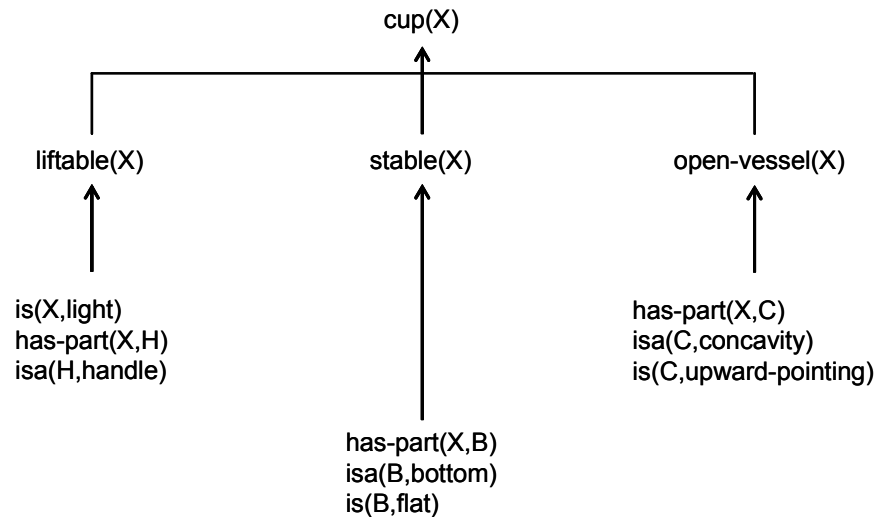 cup(X)
liftable(X)
stable(X)
open-vessel(X)
is(X,light)
has-part(X,H)
isa(H,handle)
has-part(X,C)
isa(C,concavity)
is(C,upward-pointing)
has-part(X,B)
isa(B,bottom)
is(B,flat)